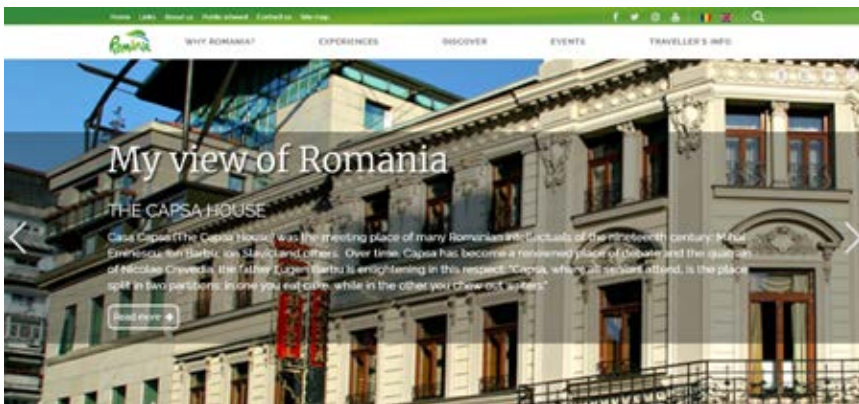 Home Links About us Public interest Contact us Site map
România
WHY ROMANIA? EXPERIENCES DISCOVER EVENTS TRAVELLER'S INFO
My view of Romania
THE CAPSA HOUSE
Casa Capsa (The Capsa House) was the meeting place of many Romanian intellectuals of the nineteenth century: Mihai
Eminescu, Ion Barbu, Ion Slavici and others. Over time, Capsa has become a renowned place of debate and the quatrain
of Nicolae Crevedia, the father Eugen Barbu is enlightening in this respect: "Capsa, where all seniors attend, is the place
split in two partitions: in one you eat cake, while in the other you chew out writers."
Read more